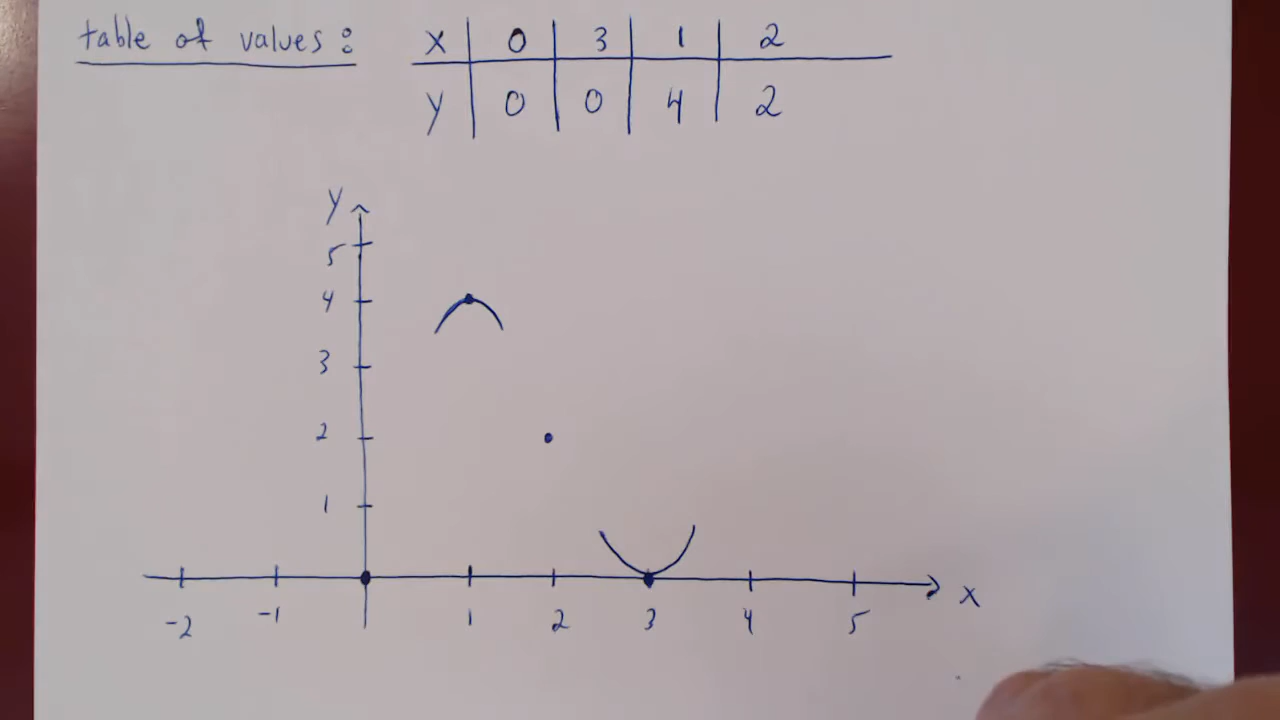 table of values: x 0 3 1 2
y 0 0 4 2
y
5
4
3
2
1
x
-2 -1 1 2 3 4 5